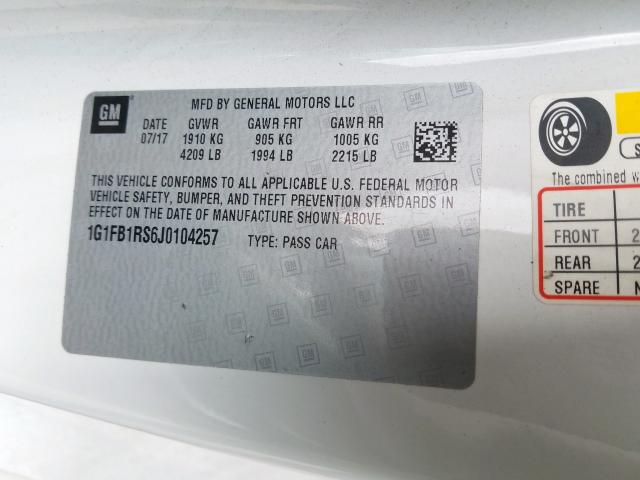 GM
MFD BY GENERAL MOTORS LLC
DATE GVWR GAWR FRT GAWR RR
07/17 1910 KG 905 KG 1005 KG
4209 LB 1994 LB 2215 LB
THIS VEHICLE CONFORMS TO ALL APPLICABLE U.S. FEDERAL MOTOR
VEHICLE SAFETY, BUMPER, AND THEFT PREVENTION STANDARDS IN
EFFECT ON THE DATE OF MANUFACTURE SHOWN ABOVE.
1G1FB1RS6J0104257 TYPE: PASS CAR
The combined
TIRE
FRONT 2
REAR 2
SPARE N